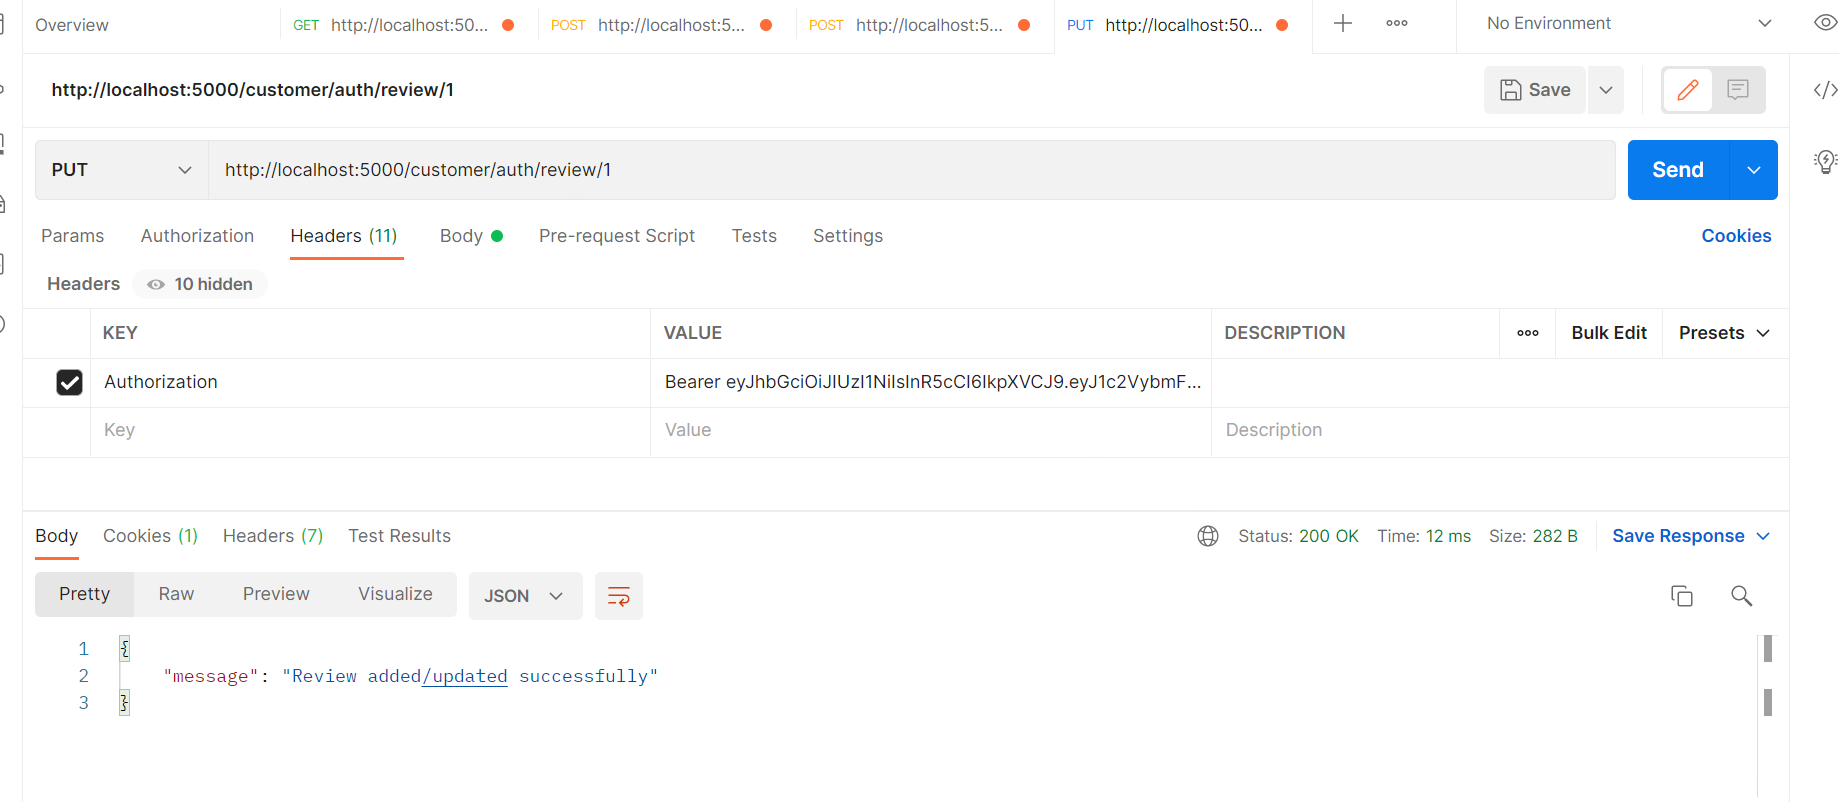 Overview GET http://localhost:50... POST http://localhost:5... POST http://localhost:5... PUT http://localhost:50... No Environment
http://localhost:5000/customer/auth/review/1 Save
PUT http://localhost:5000/customer/auth/review/1 Send
Params Authorization Headers (11) Body Pre-request Script Tests Settings Cookies
Headers 10 hidden
KEY VALUE DESCRIPTION Bulk Edit Presets
Authorization Bearer eyJhbGciOiJIUzI1NiIsInR5cCI6IkpXVCJ9.eyJ1c2VybmF...
Key Value Description
Body Cookies (1) Headers (7) Test Results Status: 200 OK Time: 12 ms Size: 282 B Save Response
Pretty Raw Preview Visualize JSON
1 {
2 "message": "Review added/updated successfully"
3 }